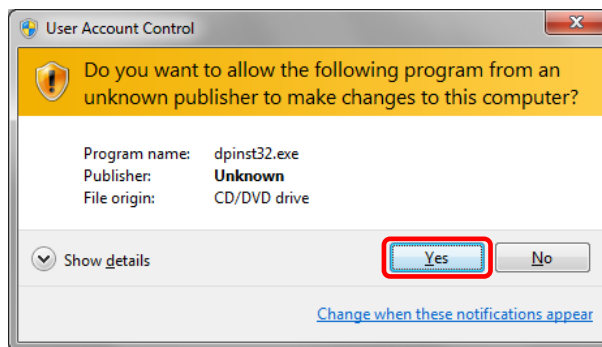 User Account Control
Do you want to allow the following program from an
unknown publisher to make changes to this computer?
Program name: dpinst32.exe
Publisher: Unknown
File origin: CD/DVD drive
Show details
Yes No
Change when these notifications appear